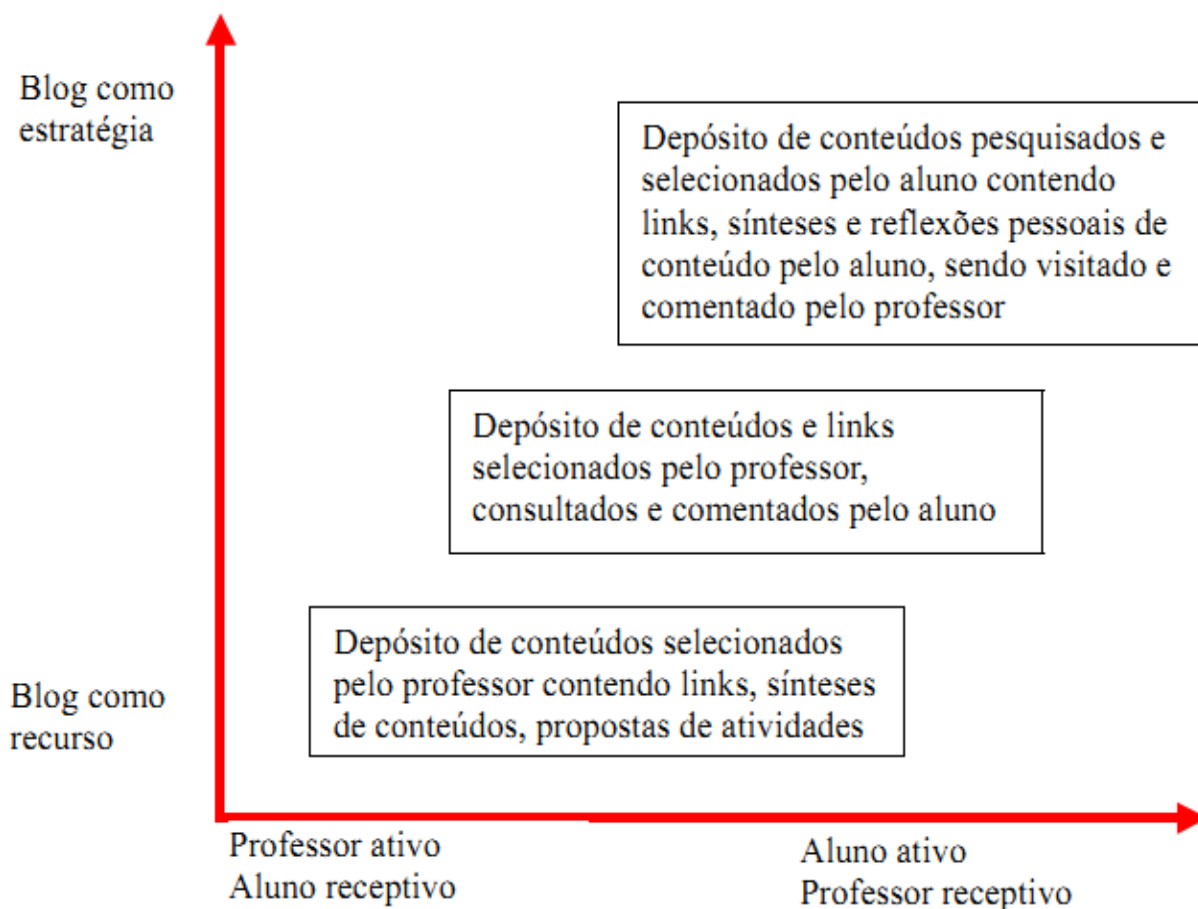 Blog como
estratégia
Depósito de conteúdos pesquisados e
selecionados pelo aluno contendo
links, sínteses e reflexões pessoais de
conteúdo pelo aluno, sendo visitado e
comentado pelo professor
Depósito de conteúdos e links
selecionados pelo professor,
consultados e comentados pelo aluno
Depósito de conteúdos selecionados
pelo professor contendo links, sínteses
de conteúdos, propostas de atividades
Blog como
recurso
Professor ativo
Aluno receptivo
Aluno ativo
Professor receptivo